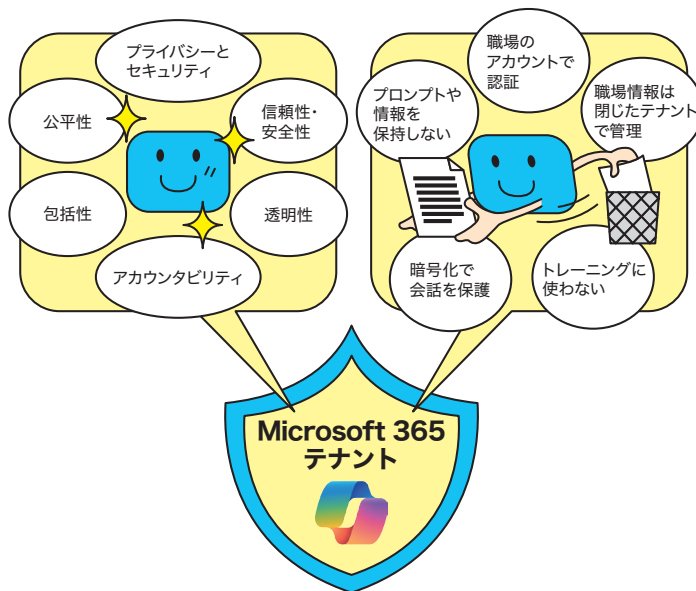 プライバシーと
セキュリティ
公平性
信頼性・
安全性
包括性
透明性
アカウンタビリティ
職場の
アカウントで
認証
プロンプトや
情報を
保持しない
職場情報は
閉じたテナント
で管理
暗号化で
会話を保護
トレーニングに
使わない
Microsoft 365
テナント